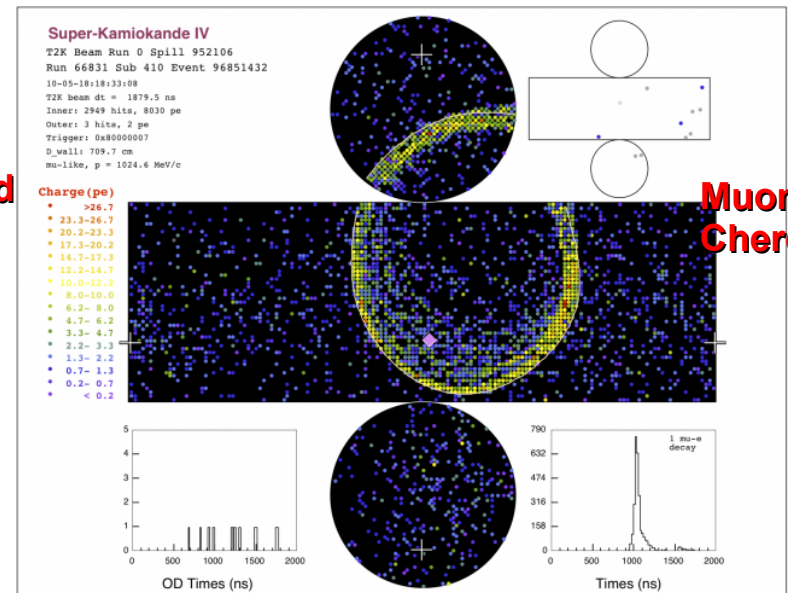 Super-Kamiokande IV
T2K Beam Run 0 Spill 952106
Run 66831 Sub 410 Event 96851432
10-05-18:18:33:08
T2K beam dt = 1879.5 ns
Inner: 2949 hits, 8030 pe
Outer: 3 hits, 2 pe
Trigger: 0x80000007
D_wall: 709.7 cm
mu-like, p = 1024.6 MeV/c
d
Charge(pe)
>26.7
23.3-26.7
20.2-23.3
17.3-20.2
14.7-17.3
12.2-14.7
10.0-12.2
8.0-10.0
6.2- 8.0
4.7- 6.2
3.3- 4.7
2.2- 3.3
1.3- 2.2
0.7- 1.3
0.2- 0.7
< 0.2
Muon
Chere
5
4
3
2
1
0
0 500 1000 1500 2000
OD Times (ns)
790
632
474
316
158
0
1 mu-e
decay
0 500 1000 1500 2000
Times (ns)